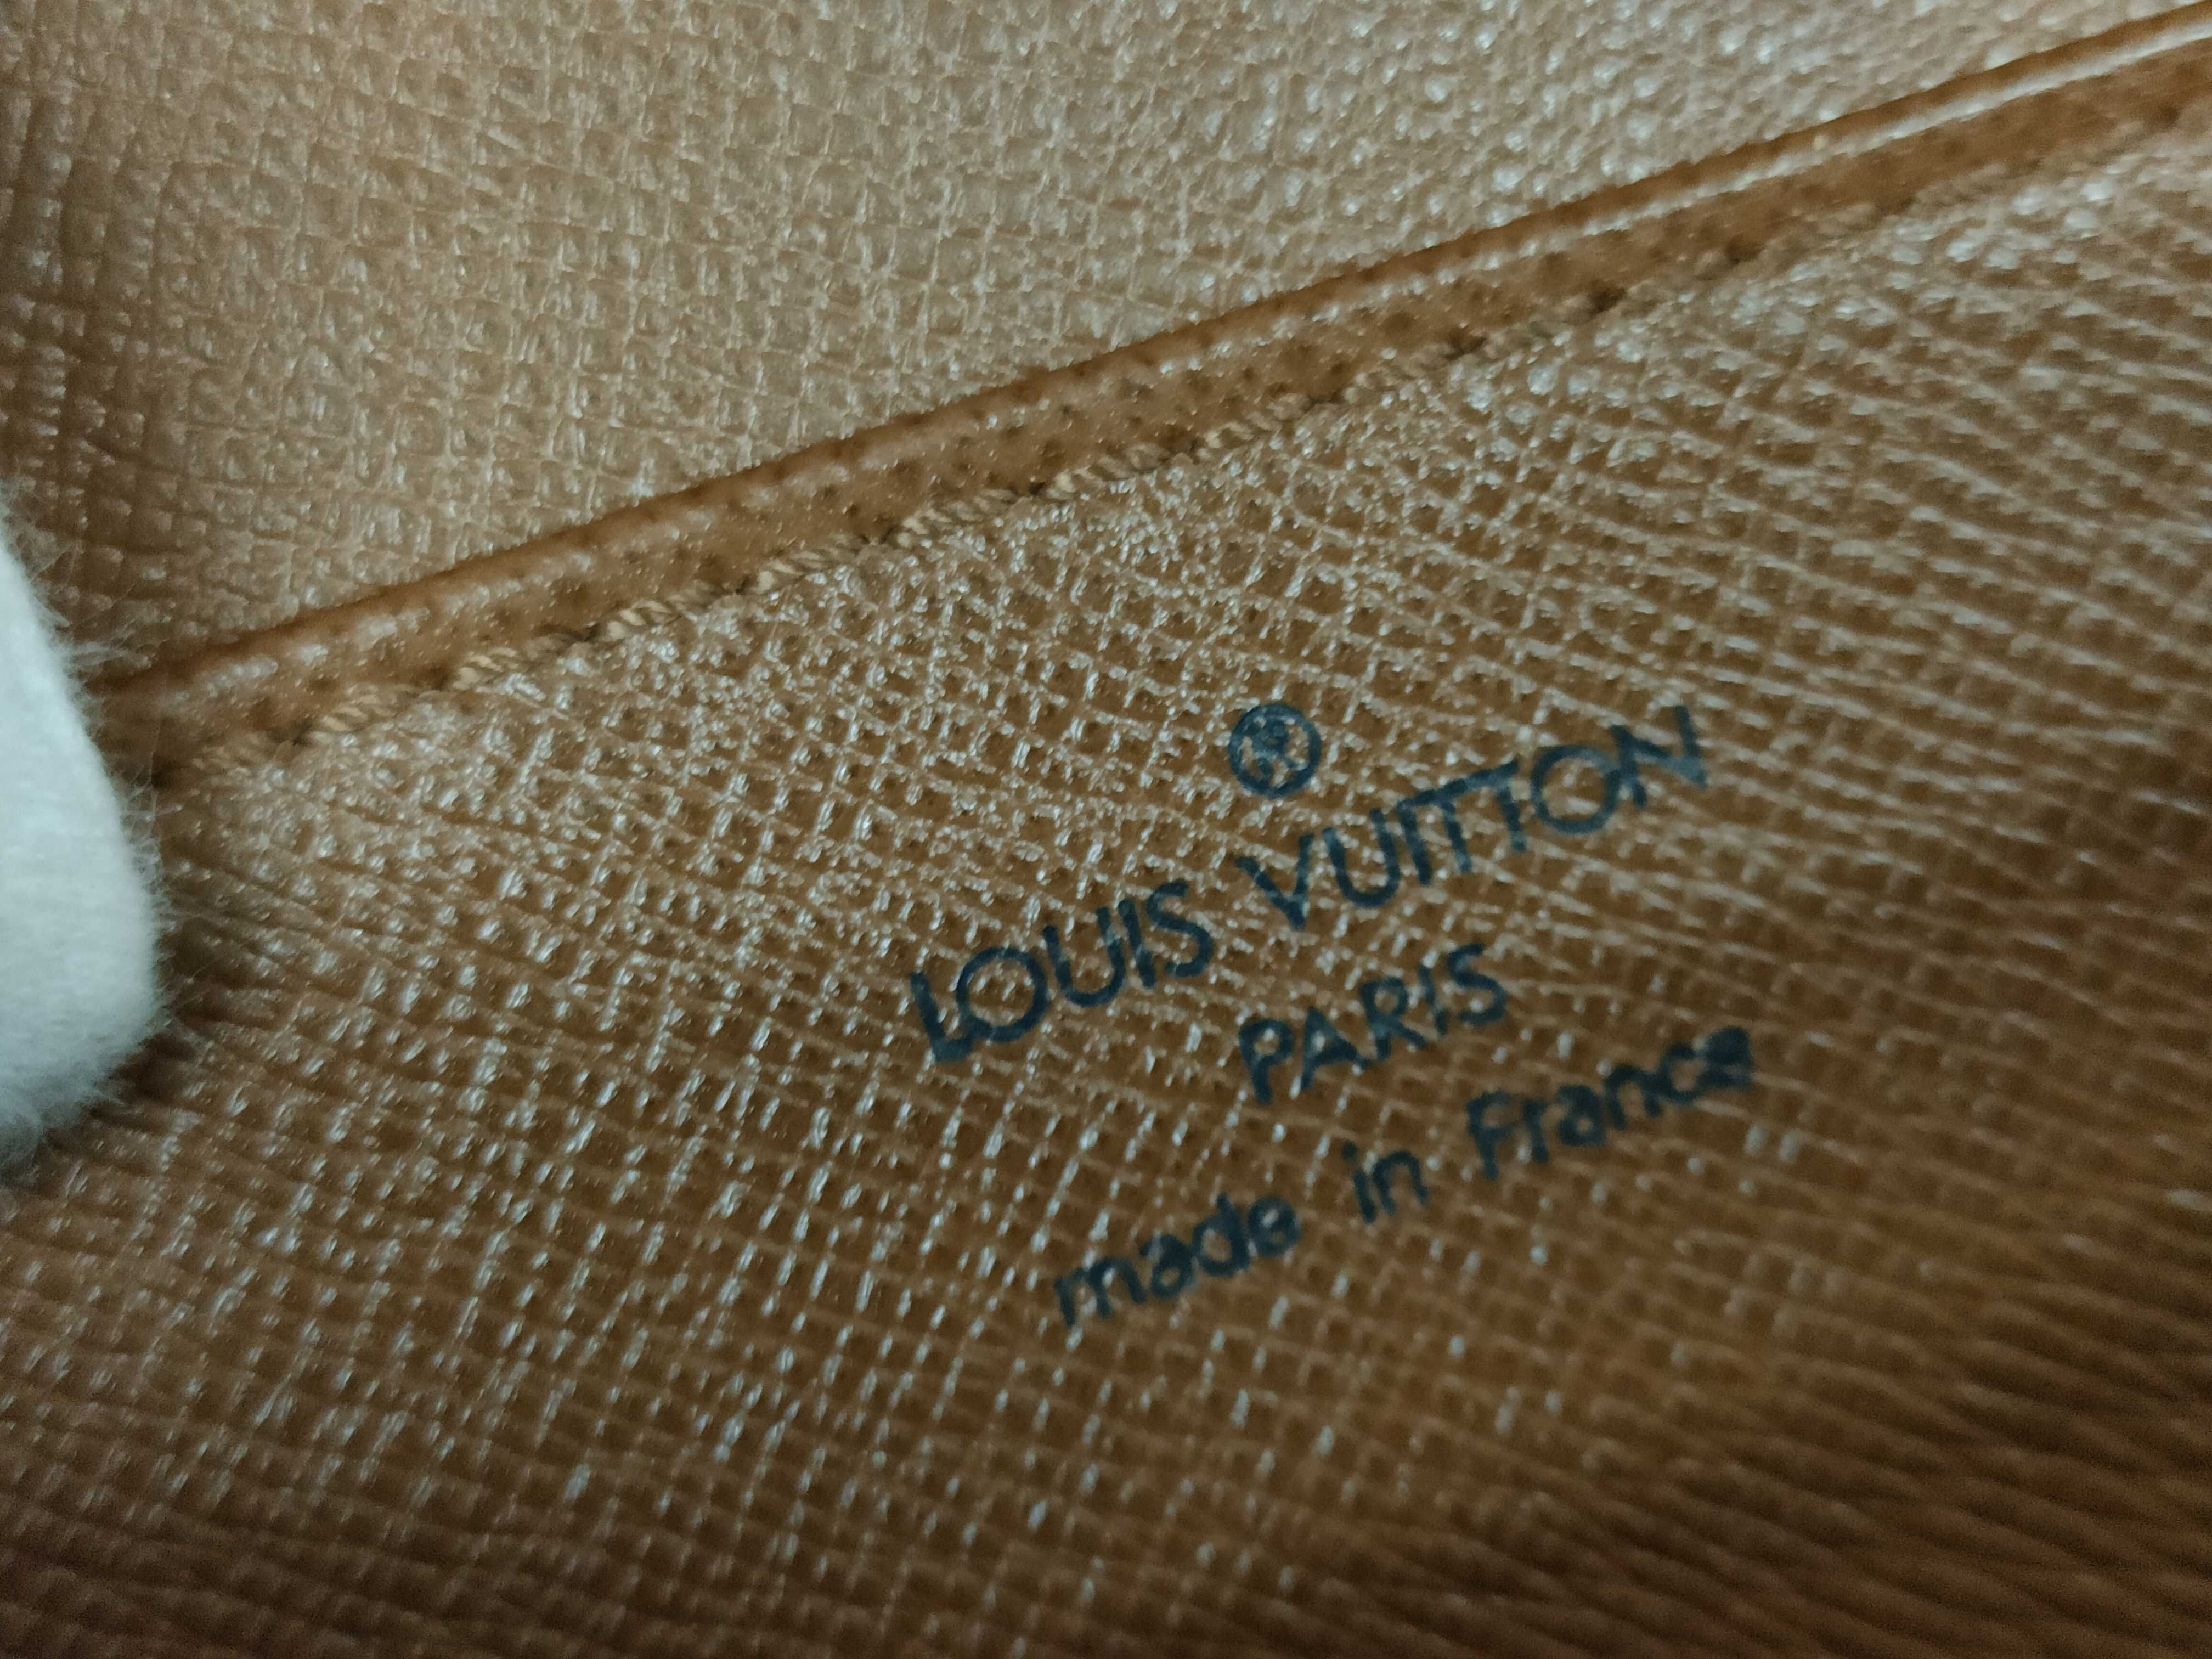 ®
LOUIS VUITTON
PARIS
made in France